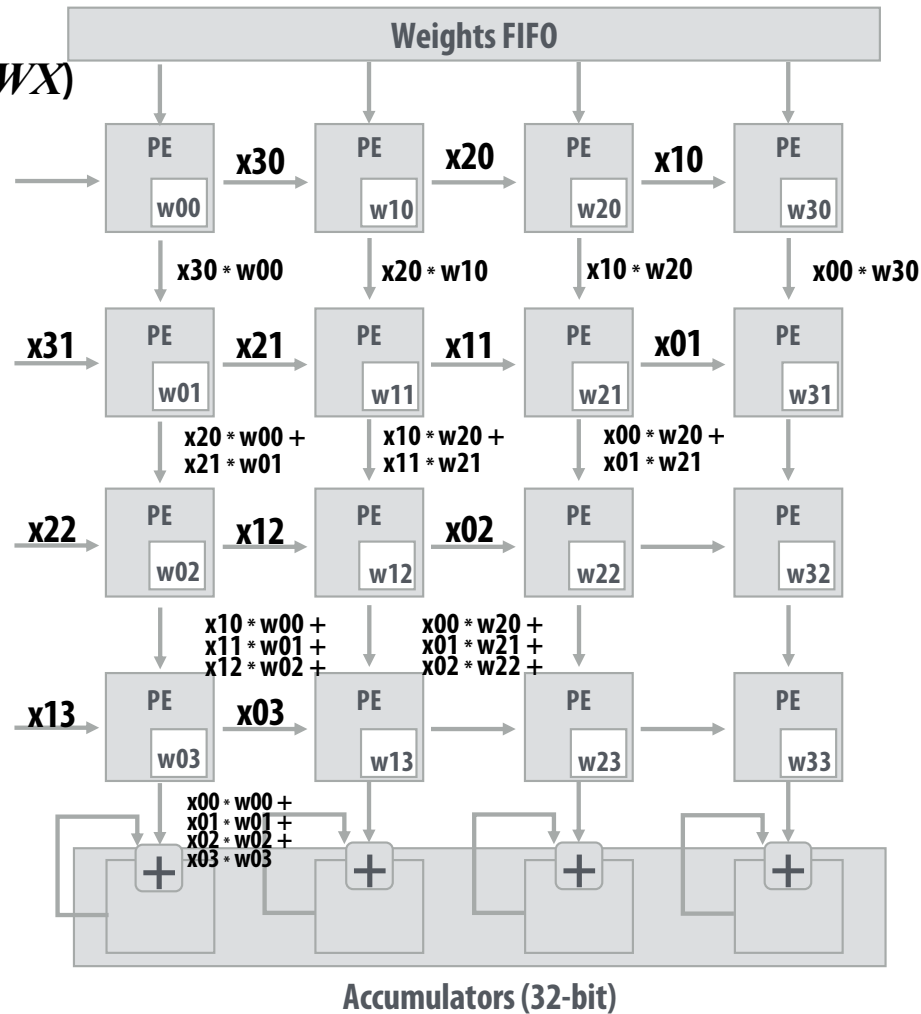 Weights FIFO
WX)
PE PE PE PE
x30 x20 x10
w00 w10 w20 w30
x30 * w00 x20 * w10 x10 * w20 x00 * w30
PE PE PE PE
x31 x21 x11 x01
w01 w11 w21 w31
x20 * w00 + x10 * w20 + x00 * w20 +
x21 * w01 x11 * w21 x01 * w21
PE PE PE PE
x22 x12 x02
w02 w12 w22 w32
x10 * w00 + x00 * w20 +
x11 * w01 + x01 * w21 +
x12 * w02 + x02 * w22 +
PE PE PE PE
x13 x03
w03 w13 w23 w33
x00 * w00 +
x01 * w01 +
x02 * w02 +
x03 * w03
+ + + +
Accumulators (32-bit)